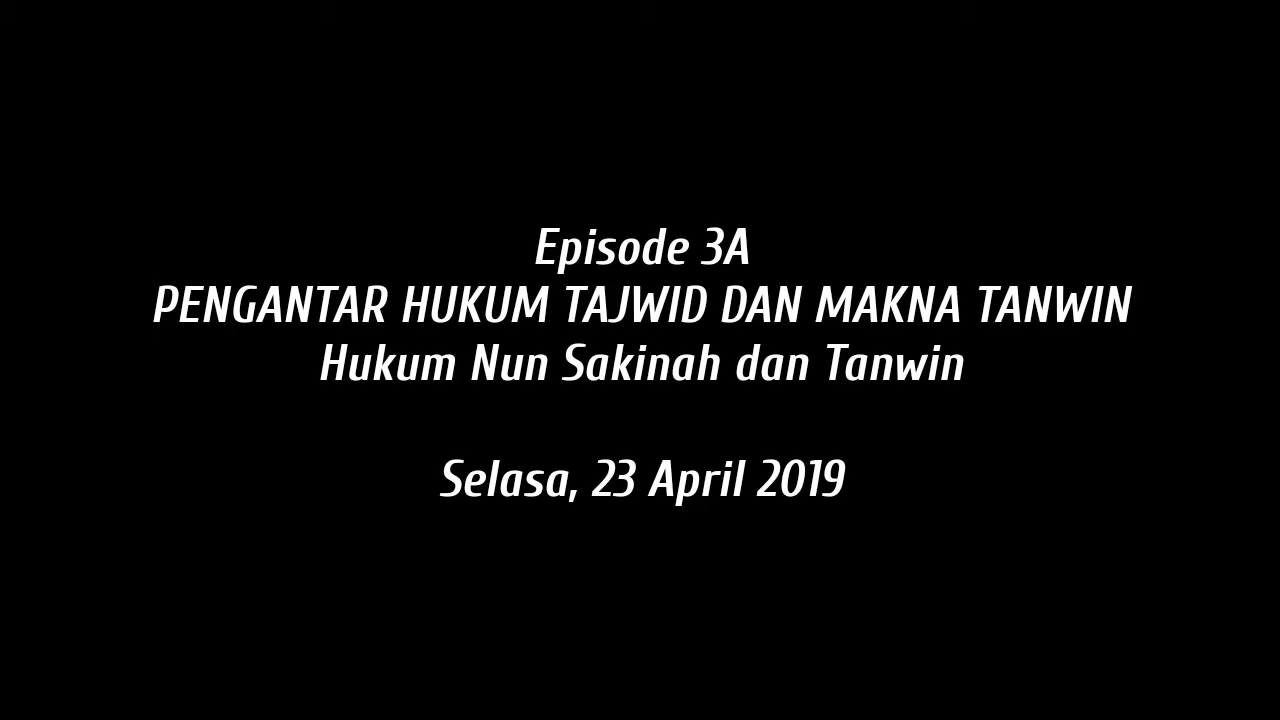 Episode 3A
PENGANTAR HUKUM TAJWID DAN MAKNA TANWIN
Hukum Nun Sakinah dan Tanwin
Selasa, 23 April 2019